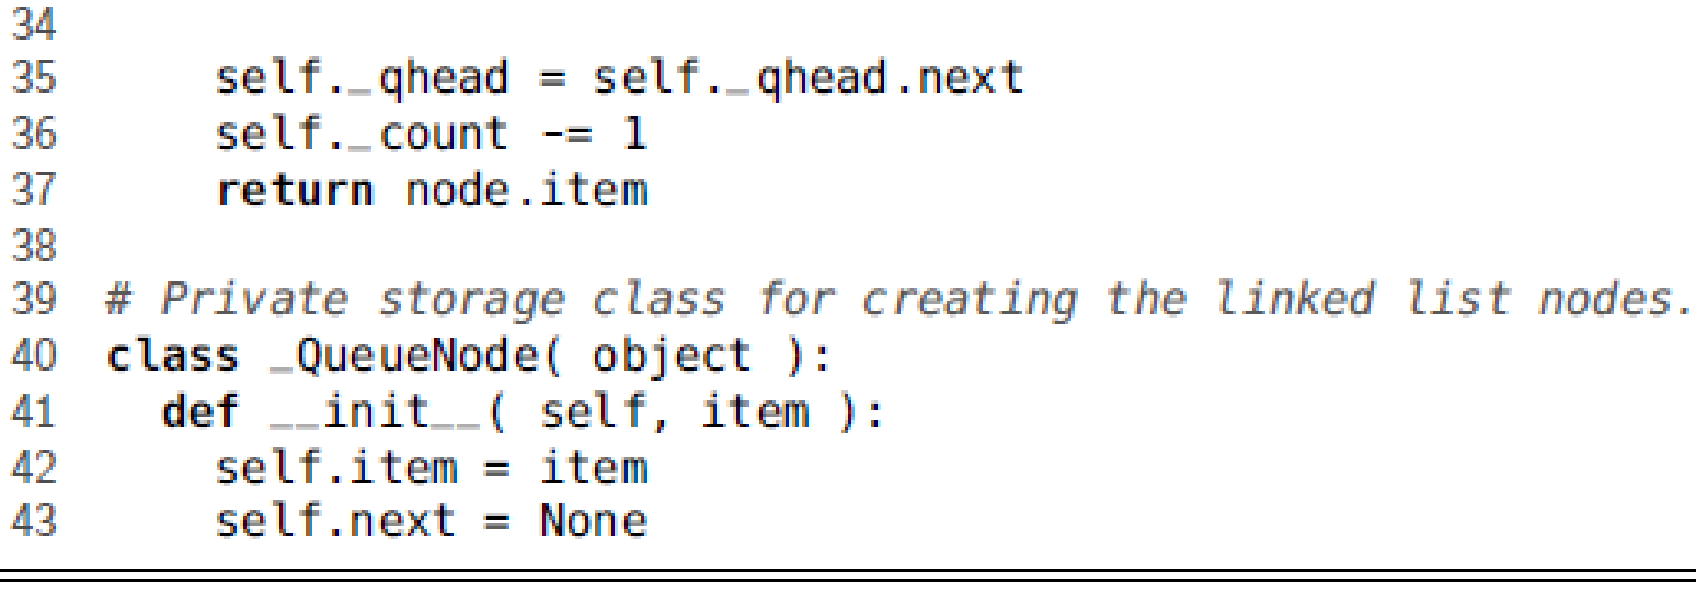 34
35 self._qhead = self._qhead.next
36 self._count -= 1
37 return node.item
38
39 # Private storage class for creating the linked list nodes.
40 class _QueueNode( object ):
41 def __init__( self, item ):
42 self.item = item
43 self.next = None